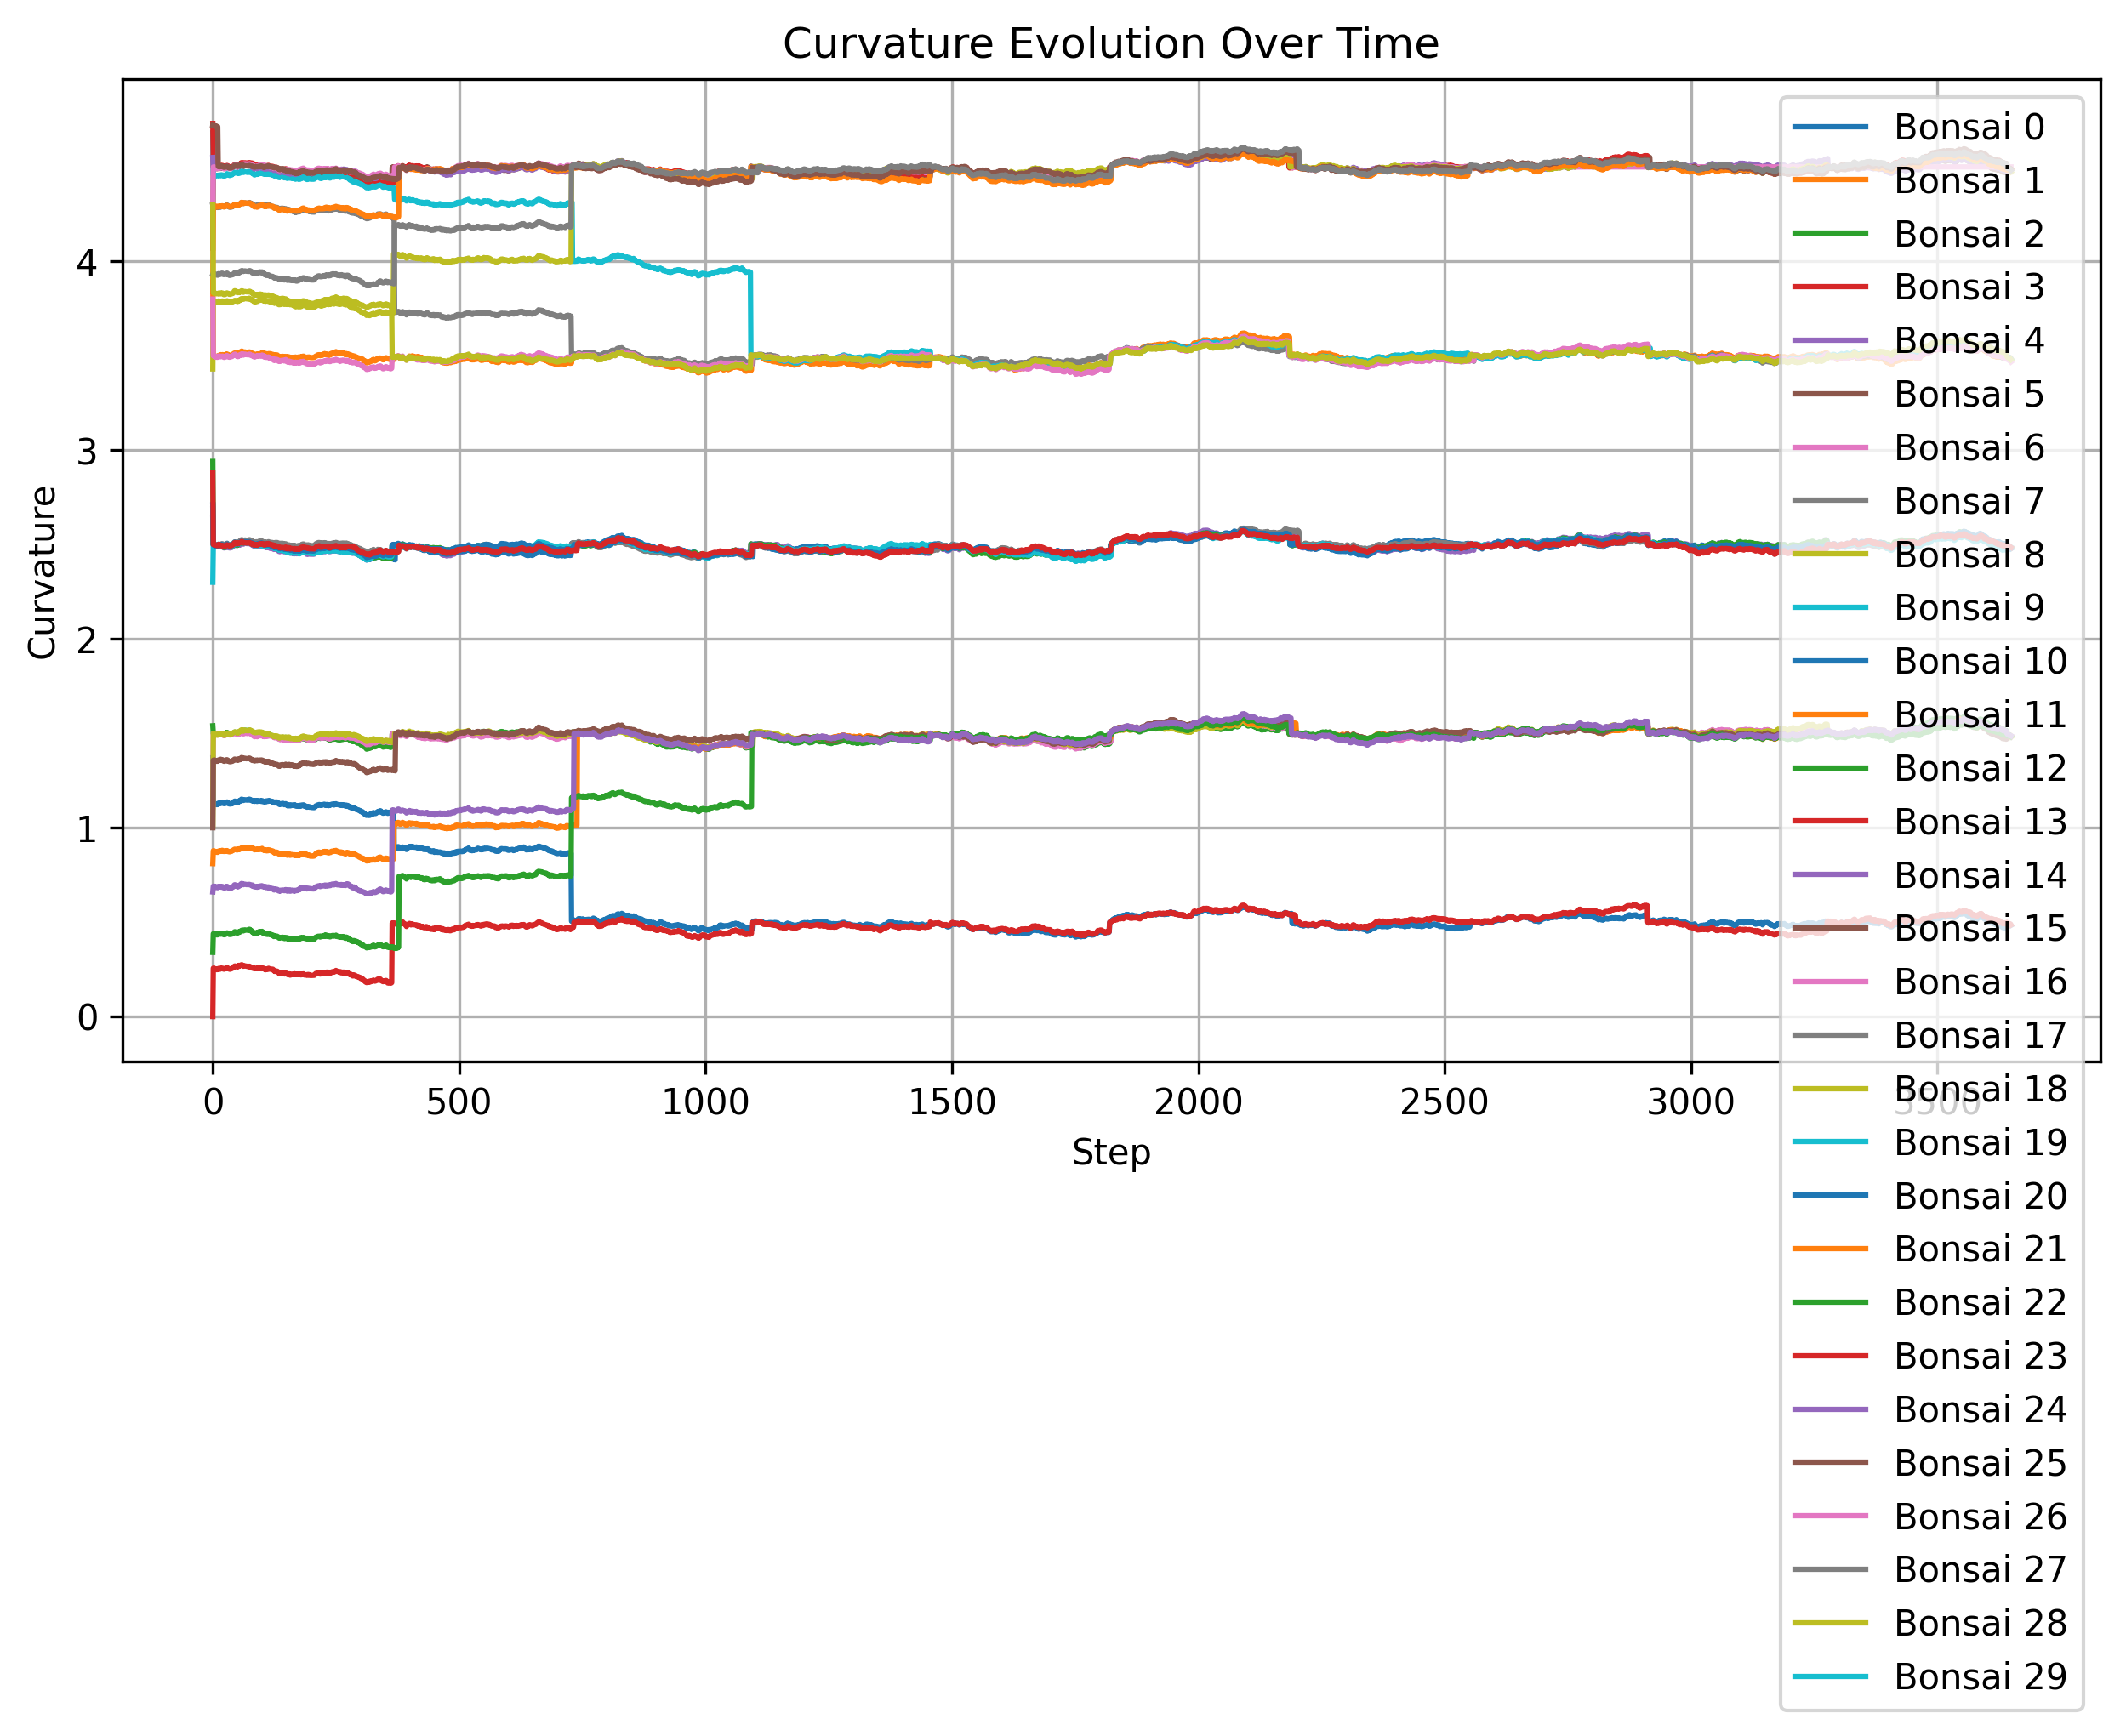 Curvature Evolution Over Time
Curvature
4
3
2
1
0
0
500
1000
1500
2000
2500
3000
3500
Step
Bonsai 0
Bonsai 1
Bonsai 2
Bonsai 3
Bonsai 4
Bonsai 5
Bonsai 6
Bonsai 7
Bonsai 8
Bonsai 9
Bonsai 10
Bonsai 11
Bonsai 12
Bonsai 13
Bonsai 14
Bonsai 15
Bonsai 16
Bonsai 17
Bonsai 18
Bonsai 19
Bonsai 20
Bonsai 21
Bonsai 22
Bonsai 23
Bonsai 24
Bonsai 25
Bonsai 26
Bonsai 27
Bonsai 28
Bonsai 29